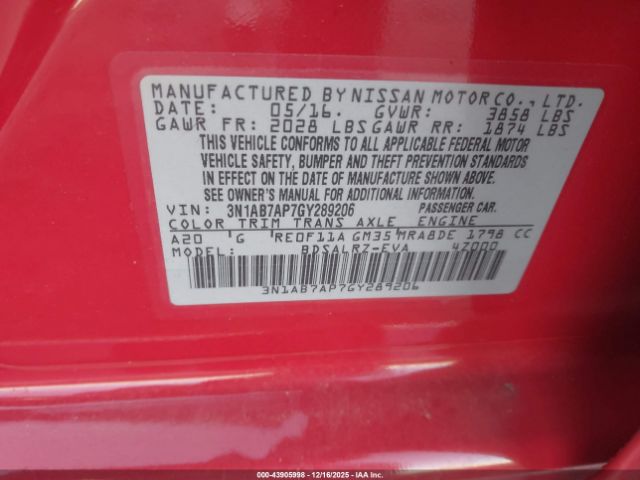 MANUFACTURED BY NISSAN MOTOR CO., LTD.
DATE: 05/16. GVWR: 3858 LBS
GAWR FR: 2028 LBS GAWR RR: 1874 LBS
THIS VEHICLE CONFORMS TO ALL APPLICABLE FEDERAL MOTOR
VEHICLE SAFETY, BUMPER AND THEFT PREVENTION STANDARDS
IN EFFECT ON THE DATE OF MANUFACTURE SHOWN ABOVE.
SEE OWNER'S MANUAL FOR ADDITIONAL INFORMATION.
VIN: 3N1AB7AP7GY289206 PASSENGER CAR.
COLOR TRIM TRANS AXLE ENGINE
A20 G RE0F11A GM35 MRA8DE 1798 CC
MODEL: BDSALRZ-EVA 4Z000
3N1AB7AP7GY289206
000-43905998 - 12/16/2025 - IAA Inc.